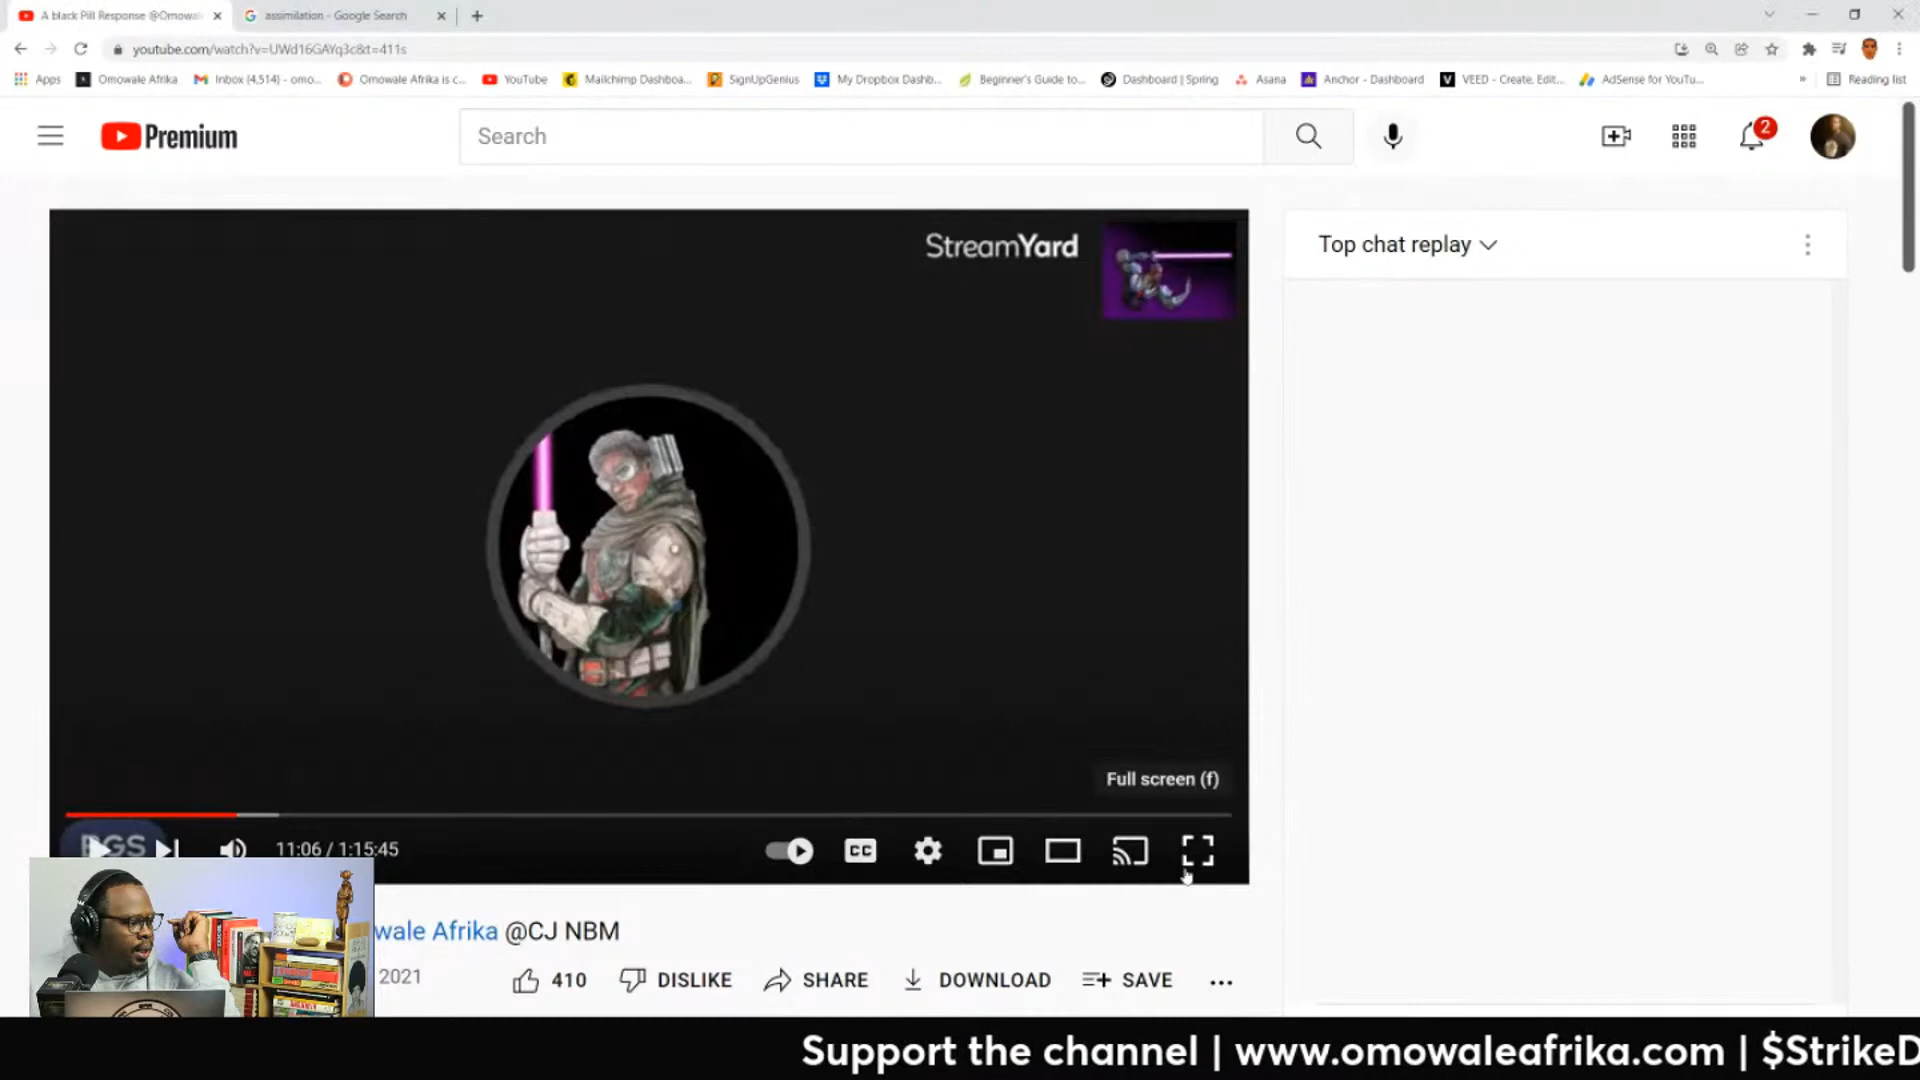 A black Pill Response @Omowal
assimilation - Google Search
youtube.com/watch?v=UWd16GAYq3c&t=411s
Apps
Omowale Afrika
Inbox (4,514) - omo...
Omowale Afrika is c...
YouTube
Mailchimp Dashboa...
SignUpGenius
My Dropbox Dashb...
Beginner's Guide to...
Dashboard | Spring
Asana
Anchor - Dashboard
VEED - Create, Edit...
AdSense for YouTu...
»
Reading list
Premium
Search
2
StreamYard
Top chat replay
Full screen (f)
BGS
11:06 / 1:15:45
CC
wale Afrika @CJ NBM
2021
410
DISLIKE
SHARE
DOWNLOAD
SAVE
Support the channel | www.omowaleafrika.com | $StrikeD